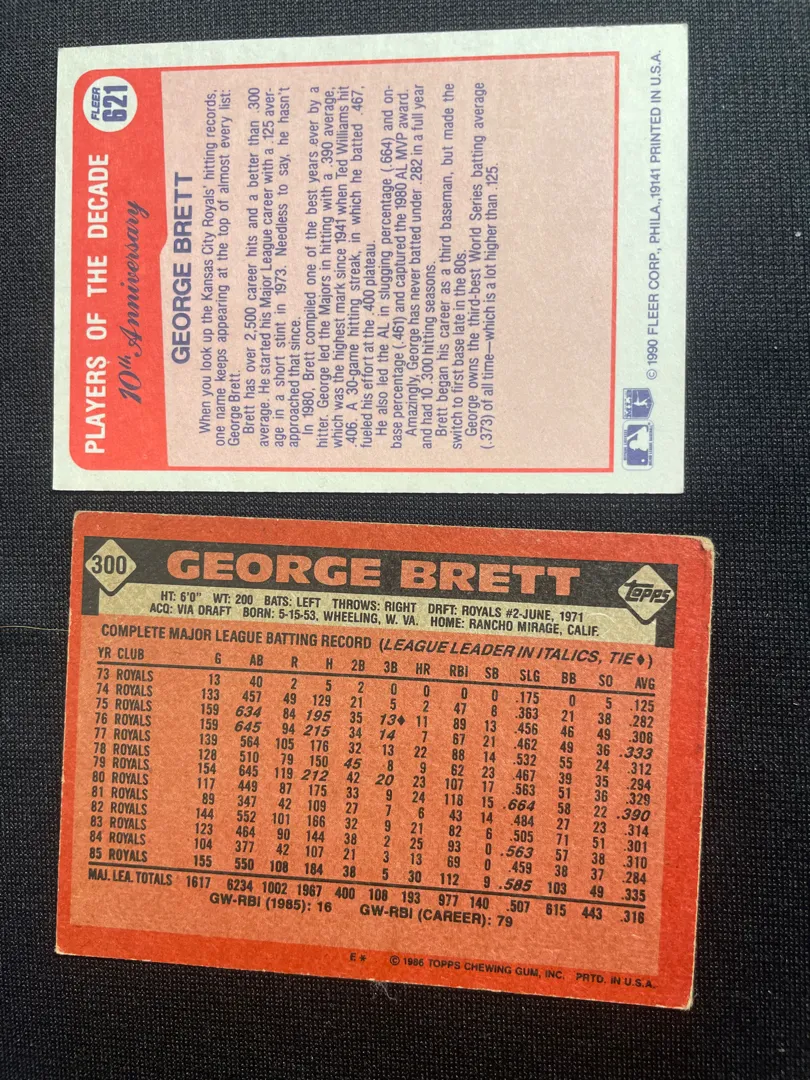 PLAYERS OF THE DECADE
10th Anniversary
FLEER
621
GEORGE BRETT
When you look up the Kansas City Royals' hitting records,
one name keeps appearing at the top of almost every list:
George Brett.
Brett has over 2,500 career hits and a better than .300
average. He started his Major League career with a .125 aver-
age in a short stint in 1973. Needless to say, he hasn't
approached that since.
In 1980, Brett compiled one of the best years ever by a
hitter. George led the Majors in hitting with a .390 average,
which was the highest mark since 1941 when Ted Williams hit
.406. A 30-game hitting streak, in which he batted .467,
fueled his effort at the .400 plateau.
He also led the AL in slugging percentage (.664) and on-
base percentage (.461) and captured the 1980 AL MVP award.
Amazingly, George has never batted under .282 in a full year
and had 10 .300 hitting seasons.
Brett began his career as a third baseman, but made the
switch to first base late in the 80s.
George owns the third-best World Series batting average
(.373) of all time—which is a lot higher than .125.
© 1990 FLEER CORP., PHILA., 19141 PRINTED IN U.S.A.
300
GEORGE BRETT
topps
HT: 6'0" WT: 200 BATS: LEFT THROWS: RIGHT DRFT: ROYALS #2-JUNE, 1971
ACQ: VIA DRAFT BORN: 5-15-53, WHEELING, W. VA. HOME: RANCHO MIRAGE, CALIF.
COMPLETE MAJOR LEAGUE BATTING RECORD (LEAGUE LEADER IN ITALICS, TIE♦)
YR CLUB G AB R H 2B 3B HR RBI SB SLG BB SO AVG
73 ROYALS 13 40 2 5 2 0 0 0 0 .175 0 5 .125
74 ROYALS 133 457 49 129 21 5 2 47 8 .363 21 38 .282
75 ROYALS 159 634 84 195 35 13♦ 11 89 13 .456 46 49 .308
76 ROYALS 159 645 94 215 34 14 7 67 21 .462 49 36 .333
77 ROYALS 139 564 105 176 32 13 22 88 14 .532 55 24 .312
78 ROYALS 128 510 79 150 45 8 9 62 23 .467 39 35 .294
79 ROYALS 154 645 119 212 42 20 23 107 17 .563 51 36 .329
80 ROYALS 117 449 87 175 33 9 24 118 15 .664 58 22 .390
81 ROYALS 89 347 42 109 27 7 6 43 14 .484 27 23 .314
82 ROYALS 144 552 101 166 32 9 21 82 6 .505 71 51 .301
83 ROYALS 123 464 90 144 38 2 25 93 0 .563 57 38 .310
84 ROYALS 104 377 42 107 21 3 13 69 0 .459 38 37 .284
85 ROYALS 155 550 108 184 38 5 30 112 9 .585 103 49 .335
MAJ. LEA. TOTALS 1617 6234 1002 1967 400 108 193 977 140 .507 615 443 .316
GW-RBI (1985): 16 GW-RBI (CAREER): 79
E* © 1986 TOPPS CHEWING GUM, INC. PRTD. IN U.S.A.